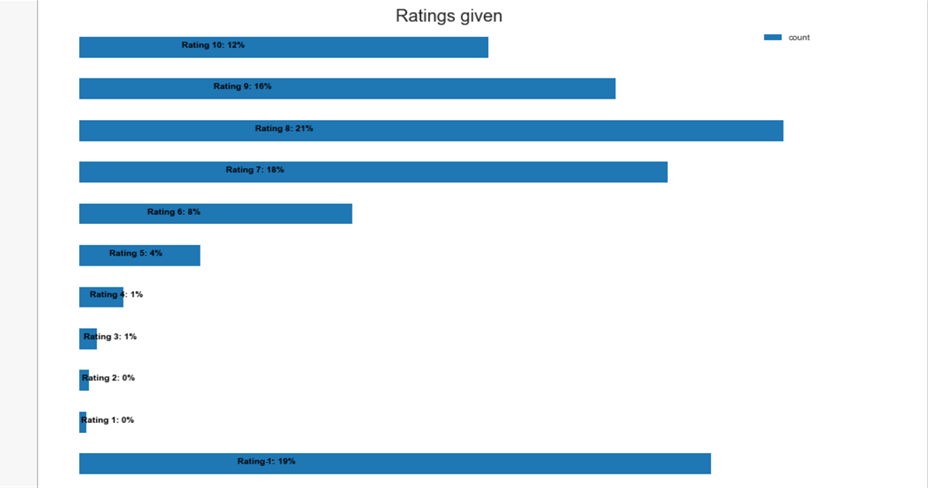 Ratings given
count
Rating 10: 12%
Rating 9: 16%
Rating 8: 21%
Rating 7: 18%
Rating 6: 8%
Rating 5: 4%
Rating 4: 1%
Rating 3: 1%
Rating 2: 0%
Rating 1: 0%
Rating-1: 19%